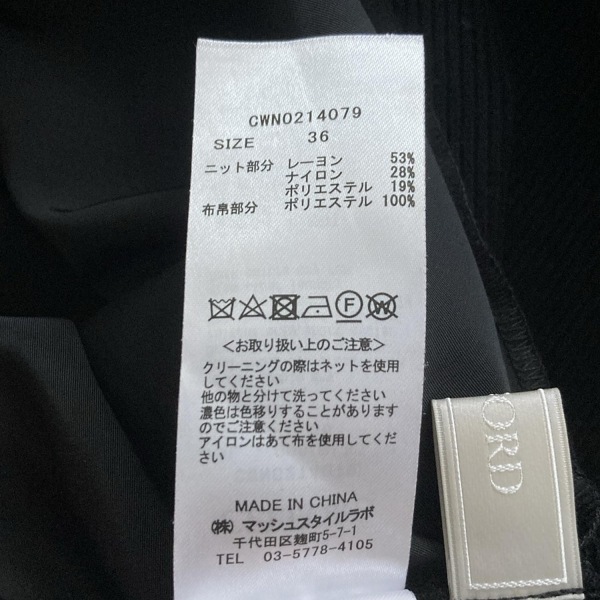 CWNO214079
SIZE 36
ニット部分 レーヨン 53%
ナイロン 28%
ポリエステル 19%
布帛部分 ポリエステル 100%
F W
<お取り扱い上のご注意>
クリーニングの際はネットを使用
してください
他の物と分けて洗ってください
濃色は色移りすることがあります
のでご注意ください
アイロンはあて布を使用してくだ
さい
MADE IN CHINA
(株) マッシュスタイルラボ
千代田区麹町5-7-1
TEL 03-5778-4105
ORD